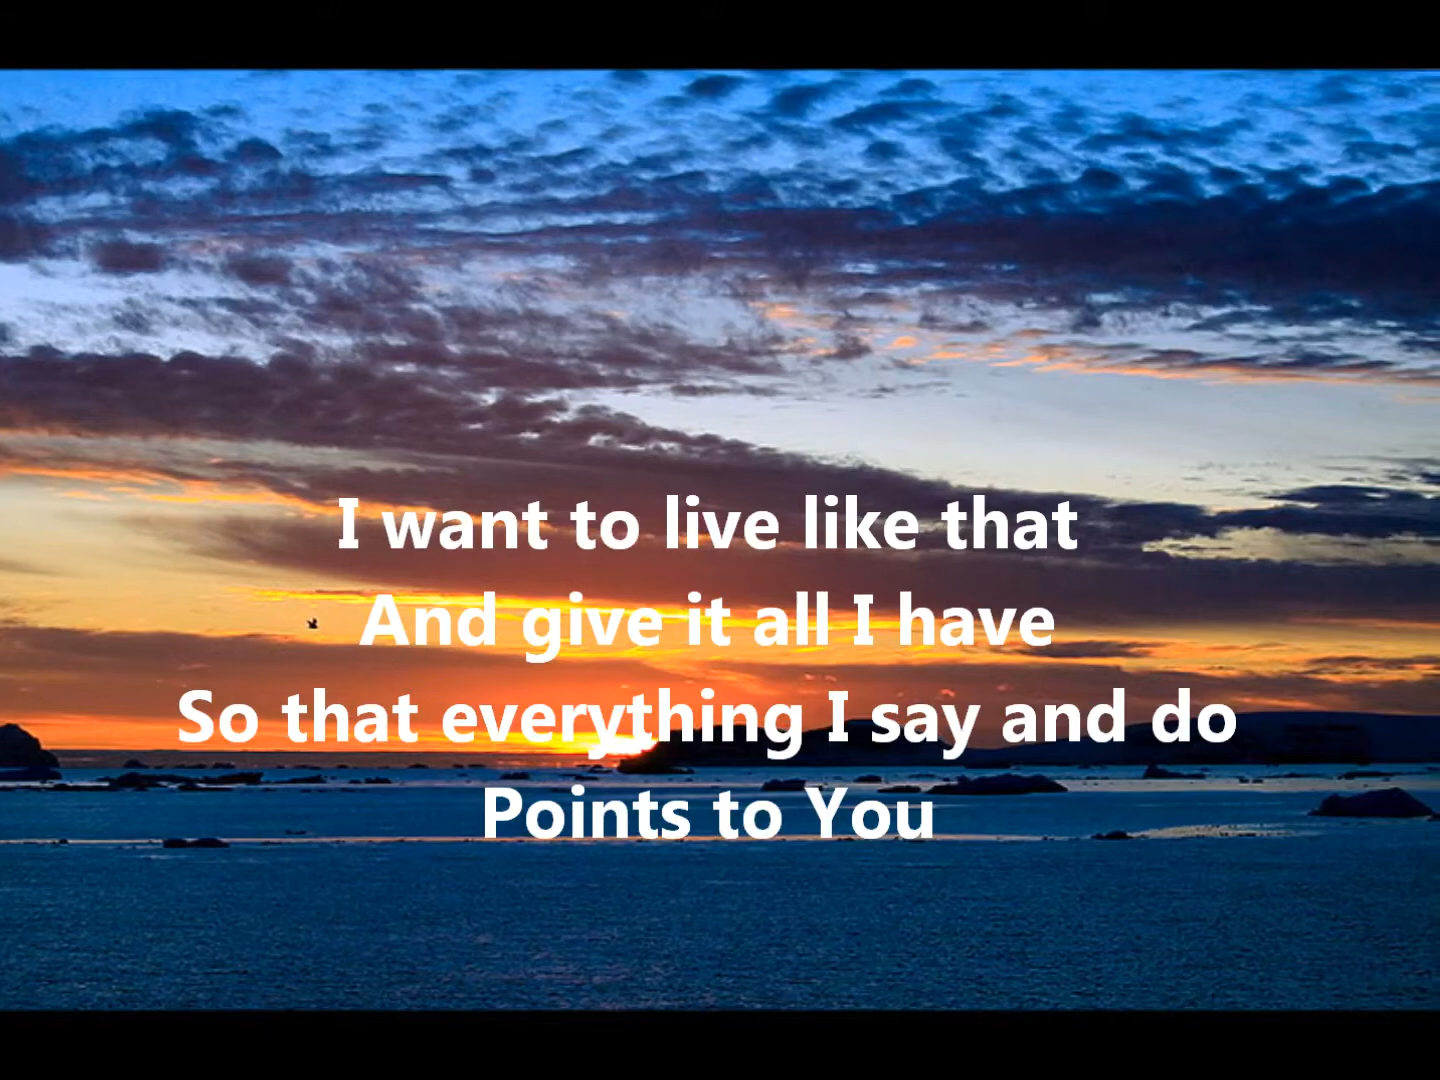 I want to live like that
And give it all I have
So that everything I say and do
Points to You